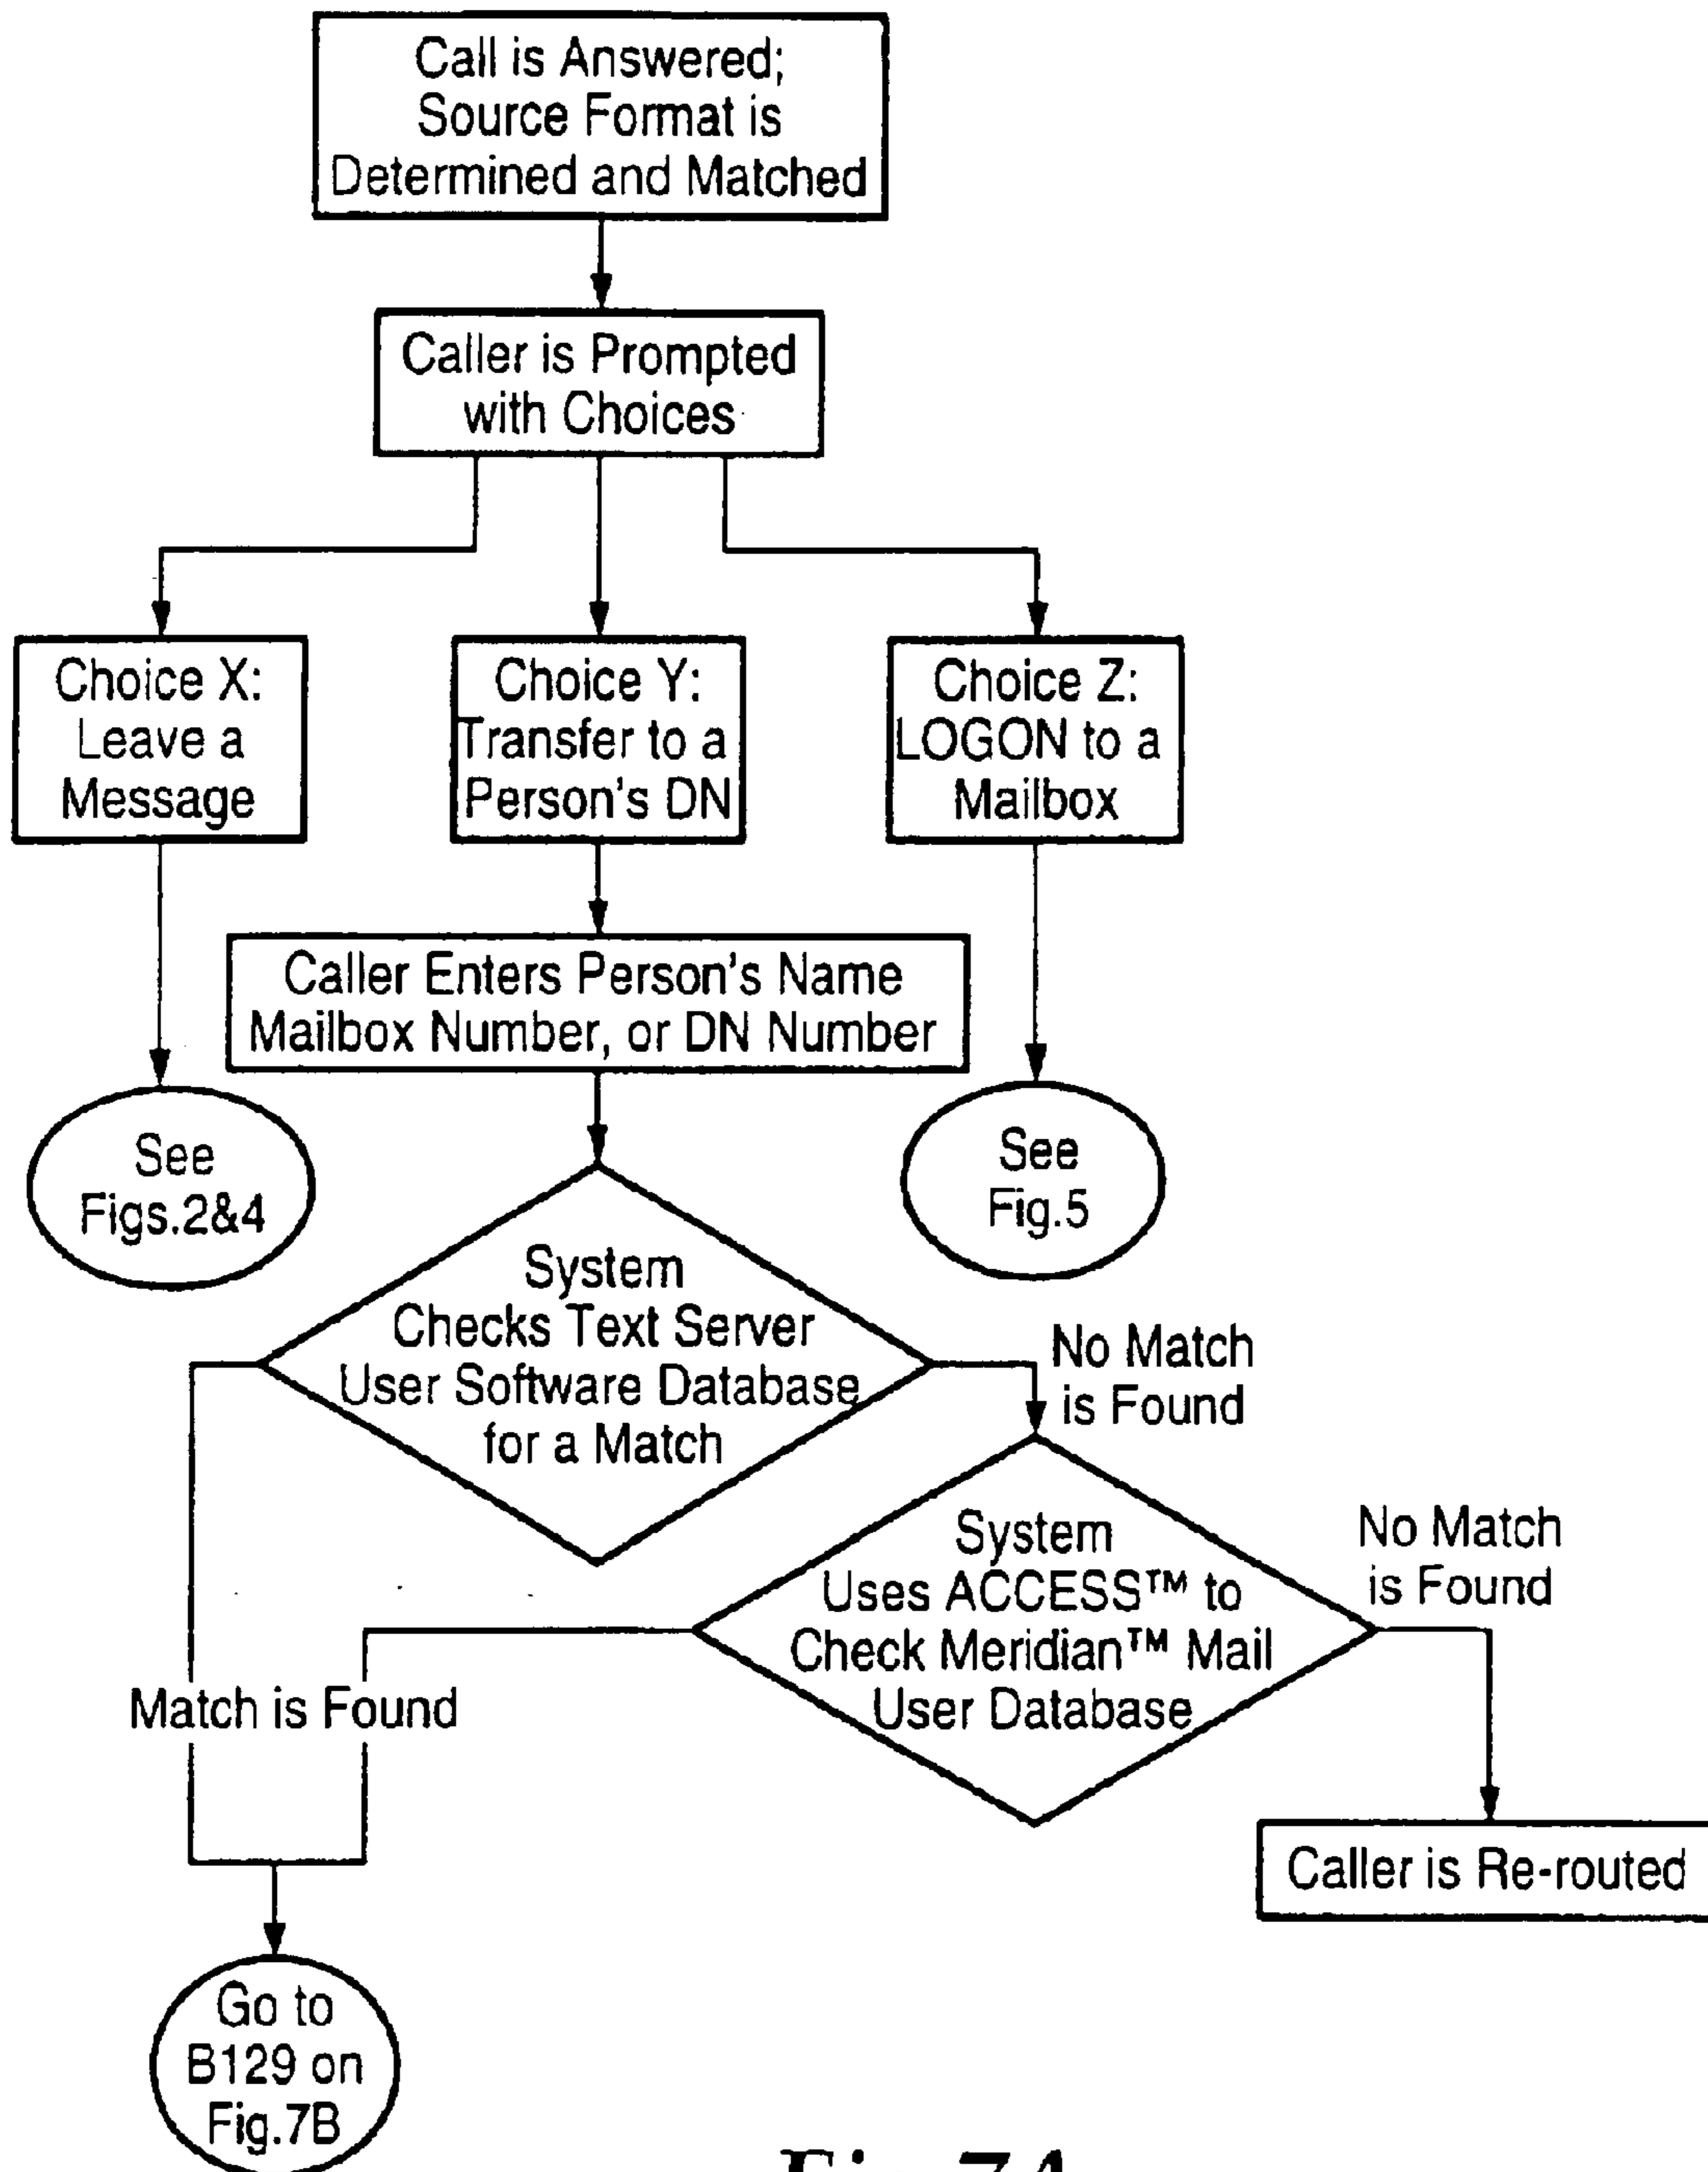 Call is Answered;
Source Format is
Determined and Matched
Caller is Prompted
with Choices
Choice X:
Leave a
Message
Choice Y:
Transfer to a
Person's DN
Choice Z:
LOGON to a
Mailbox
Caller Enters Person's Name
Mailbox Number, or DN Number
See
Figs.2&4
See
Fig.5
System
Checks Text Server
User Software Database
for a Match
No Match
is Found
System
Uses ACCESS™ to
Check Meridian™ Mail
User Database
No Match
is Found
Match is Found
Caller is Re-routed
Go to
B129 on
Fig.7B